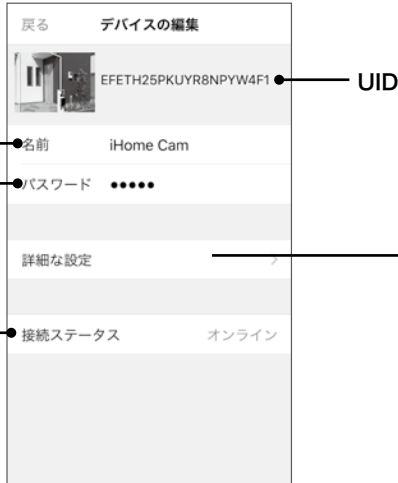 戻る デバイスの編集
EFETH25PKUYR8NPYW4F1 UID
名前 iHome Cam
パスワード ●●●●●
詳細な設定 >
接続ステータス オンライン